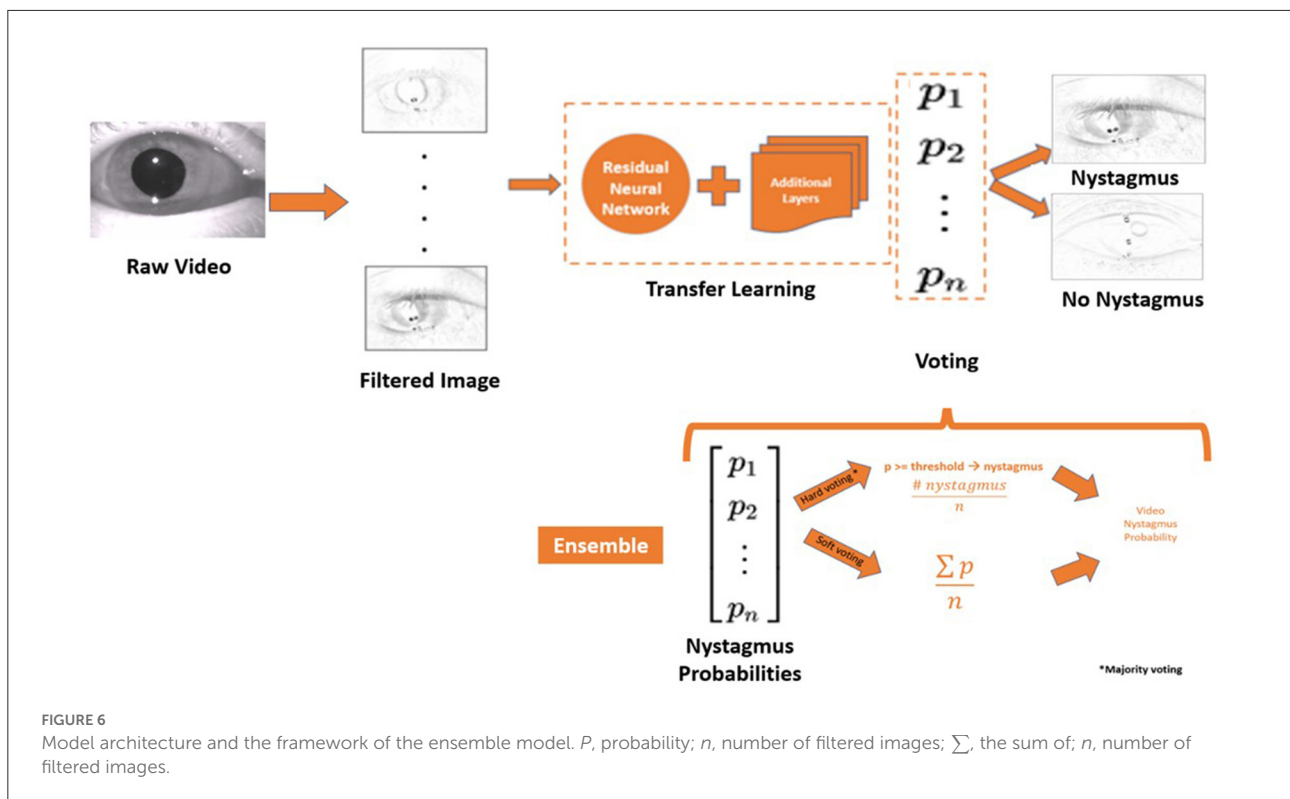 Raw Video
Filtered Image
Residual
Neural
Network
Additional
Layers
Transfer Learning
p1
p2
⋮
pn
Nystagmus
No Nystagmus
Voting
Ensemble
p1
p2
⋮
pn
Nystagmus
Probabilities
Hard voting*
Soft voting
p >= threshold → nystagmus
# nystagmus
n
∑ p
n
Video
Nystagmus
Probability
*Majority voting
FIGURE 6
Model architecture and the framework of the ensemble model. P, probability; n, number of filtered images; ∑, the sum of; n, number of
filtered images.